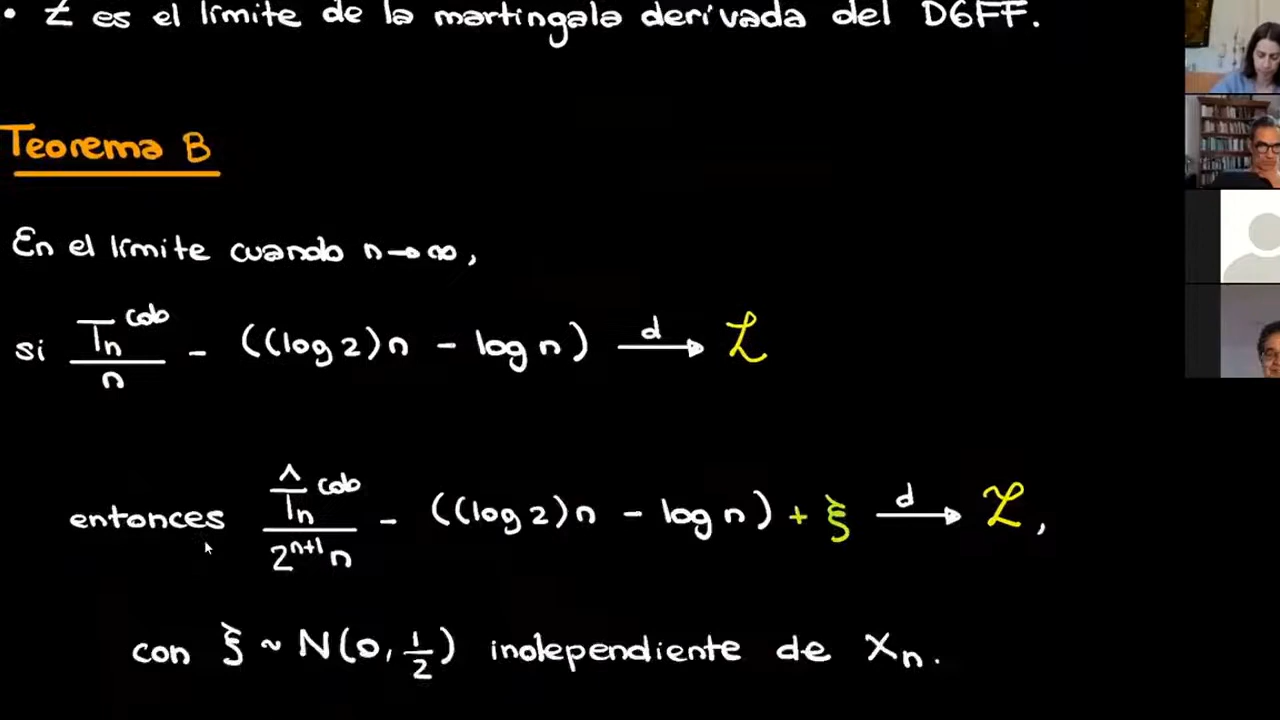 • Z es el límite de la martingala derivada del DGFF.
Teorema B
En el límite cuando n→∞,
si T_n^cob / n - ((log 2)n - log n) →^d ℒ
entonces T̂_n^cob / 2^{n+1} n - ((log 2)n - log n) + ξ →^d ℒ,
con ξ ~ N(0, 1/2) independiente de X_n.